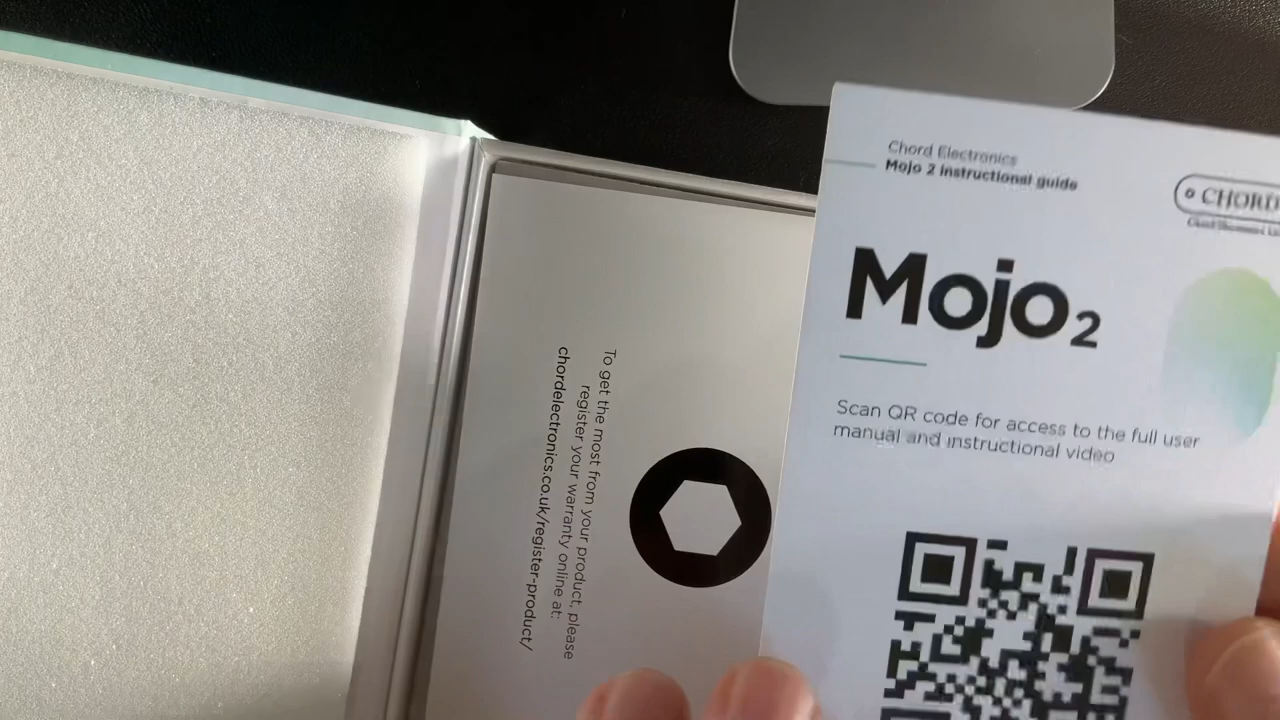 Chord Electronics
Mojo 2 instructional guide
CHORD
Mojo 2
Scan QR code for access to the full user
manual and instructional video
To get the most from your product, please
register your warranty online at:
chordelectronics.co.uk/register-product/